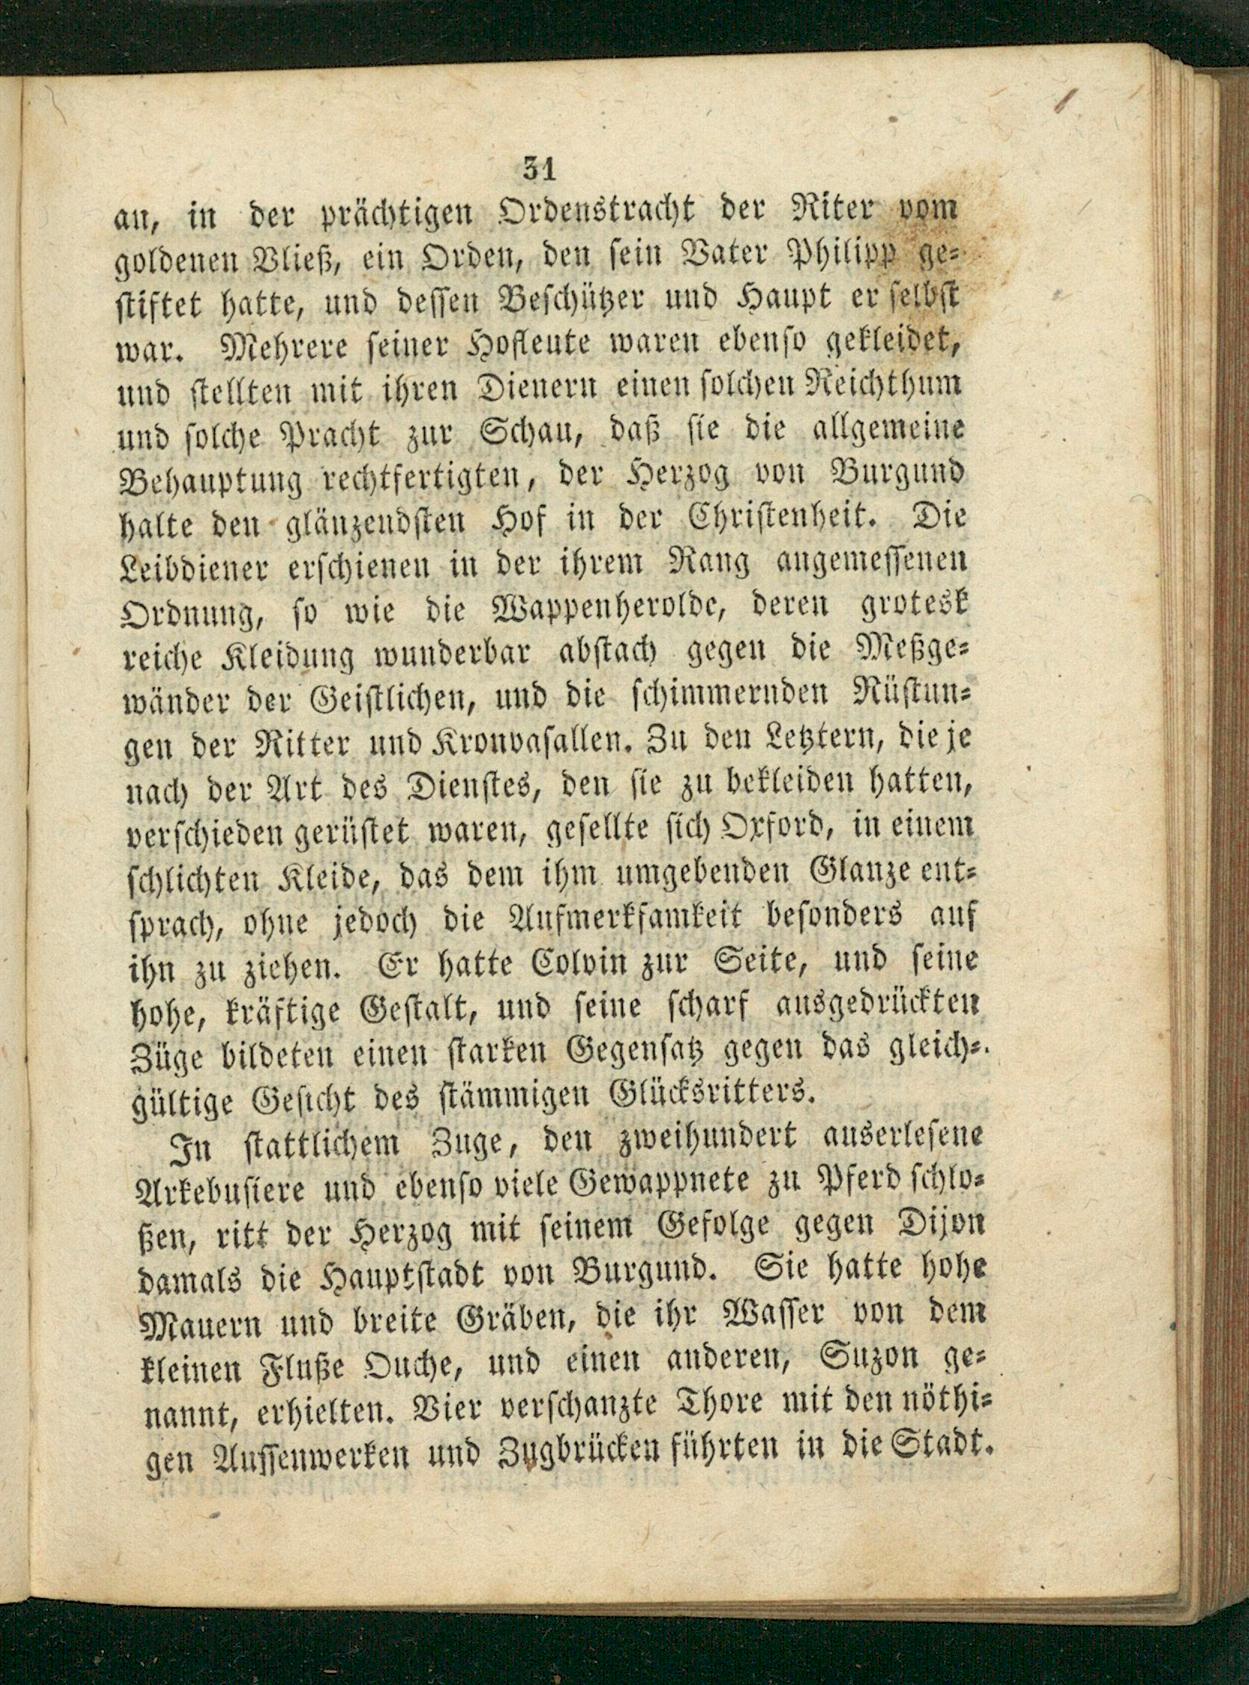 31
an, in der prächtigen Ordenstracht der Riter vom
goldenen Vließ, ein Orden, den sein Vater Philipp ge-
stiftet hatte, und dessen Beschützer und Haupt er selbst
war. Mehrere seiner Hofleute waren ebenso gekleidet,
und stellten mit ihren Dienern einen solchen Reichthum
und solche Pracht zur Schau, daß sie die allgemeine
Behauptung rechtfertigten, der Herzog von Burgund
halte den glänzendsten Hof in der Christenheit. Die
Leibdiener erschienen in der ihrem Rang angemessenen
Ordnung, so wie die Wappenherolde, deren grotesk
reiche Kleidung wunderbar abstach gegen die Meßge-
wänder der Geistlichen, und die schimmernden Rüstun-
gen der Ritter und Kronvasallen. Zu den Letztern, die je
nach der Art des Dienstes, den sie zu bekleiden hatten,
verschieden gerüstet waren, gesellte sich Oxford, in einem
schlichten Kleide, das dem ihm umgebenden Glanze ent-
sprach, ohne jedoch die Aufmerksamkeit besonders auf
ihn zu ziehen. Er hatte Colvin zur Seite, und seine
hohe, kräftige Gestalt, und seine scharf ausgedrückten
Züge bildeten einen starken Gegensatz gegen das gleich-
gültige Gesicht des stämmigen Glücksritters.
In stattlichem Zuge, den zweihundert auserlesene
Arkebusiere und ebenso viele Gewappnete zu Pferd schlo-
ßen, ritt der Herzog mit seinem Gefolge gegen Dijon
damals die Hauptstadt von Burgund. Sie hatte hohe
Mauern und breite Gräben, die ihr Wasser von dem
kleinen Fluße Ouche, und einen anderen, Suzon ge-
nannt, erhielten. Vier verschanzte Thore mit den nöthi-
gen Aussenwerken und Zugbrücken führten in die Stadt.